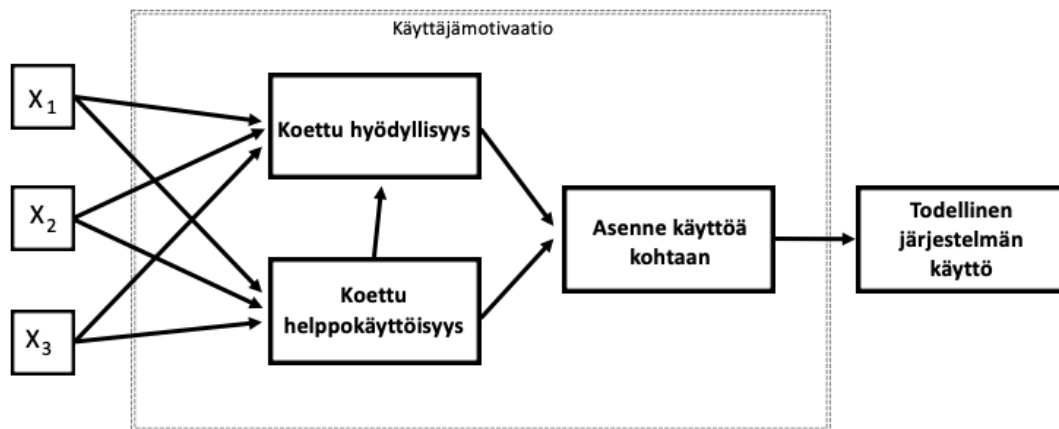 Käyttäjämotivaatio
X1
X2
X3
Koettu hyödyllisyys
Koettu
helppokäyttöisyys
Asenne käyttöä
kohtaan
Todellinen
järjestelmän
käyttö